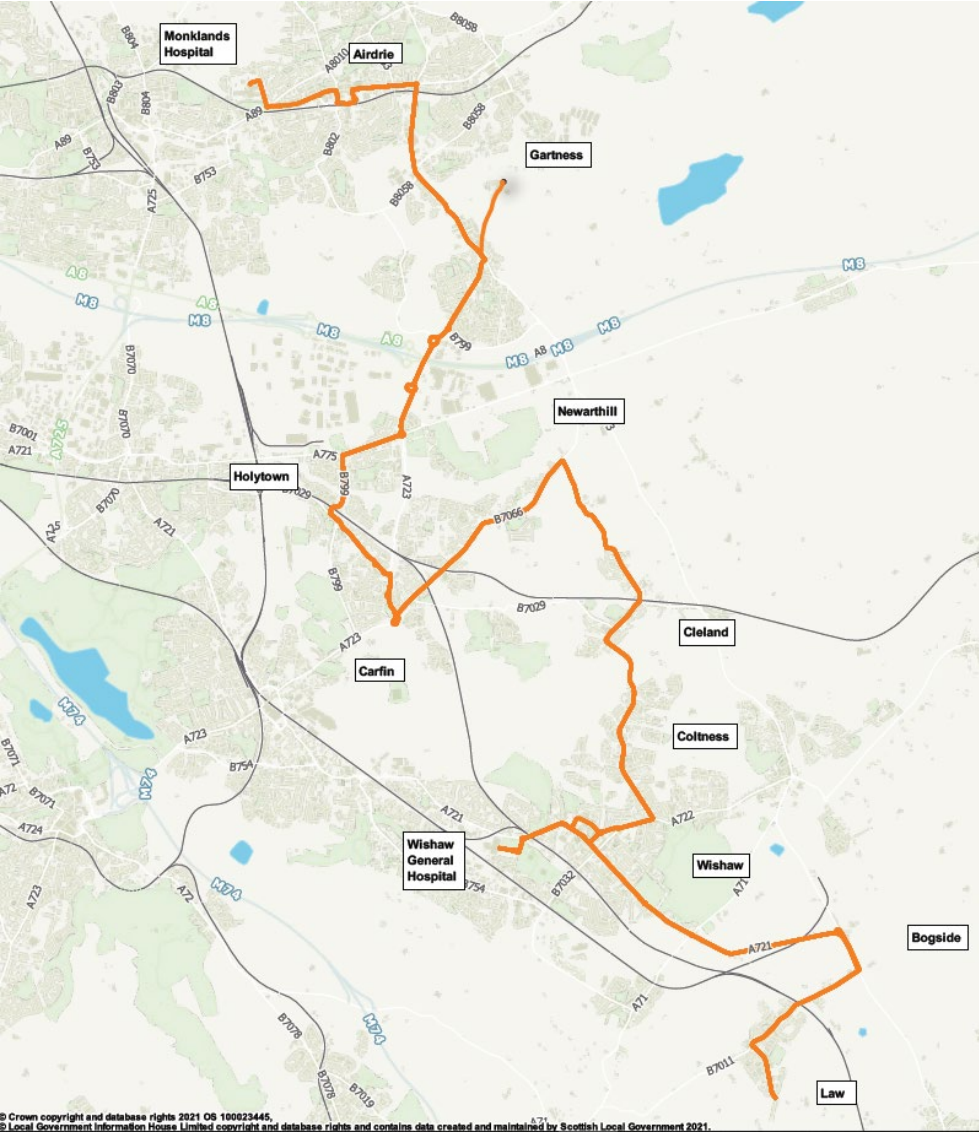 B8058
B804
Monklands
Hospital
Airdrie
A8010
B803
B804
A89
B8058
B802
A89
B753
B753
Gartness
A725
B8058
A8
M8
M8
A8
M8
M8
A8
B799
M8
A8
M8
M8
B7070
Newarthill
B7001
A721
A725
B7070
A775
Holytown
B7029
B799
A723
B7070
A721
A725
B7066
B799
B7029
A723
Cleland
Carfin
M74
A723
Coltness
B7071
B754
M74
A72
B7071
A721
A722
A724
Wishaw
General
Hospital
Wishaw
A723
A72
M74
B754
B7032
A71
A721
Bogside
A71
B7078
M74
B7011
B7078
B7019
Law
A71
© Crown copyright and database rights 2021 OS 100023445,
© Local Government Information House Limited copyright and database rights and contains data created and maintained by Scottish Local Government 2021.